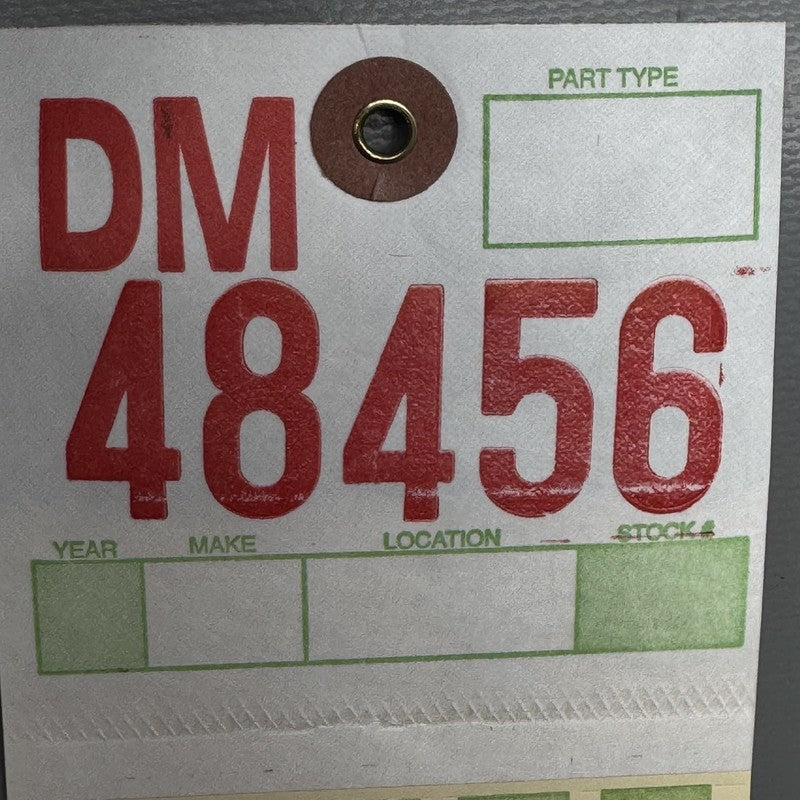 PART TYPE
DM
48456
YEAR MAKE LOCATION STOCK #